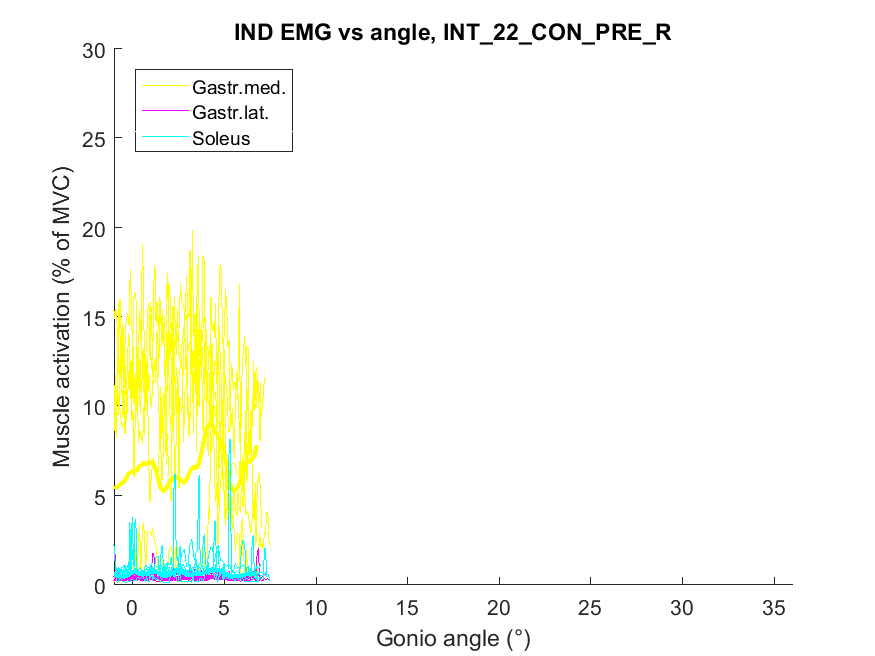 IND EMG vs angle, INT_22_CON_PRE_R
30
25
20
15
10
5
0
Muscle activation (% of MVC)
Gastr.med.
Gastr.lat.
Soleus
0 5 10 15 20 25 30 35
Gonio angle (°)